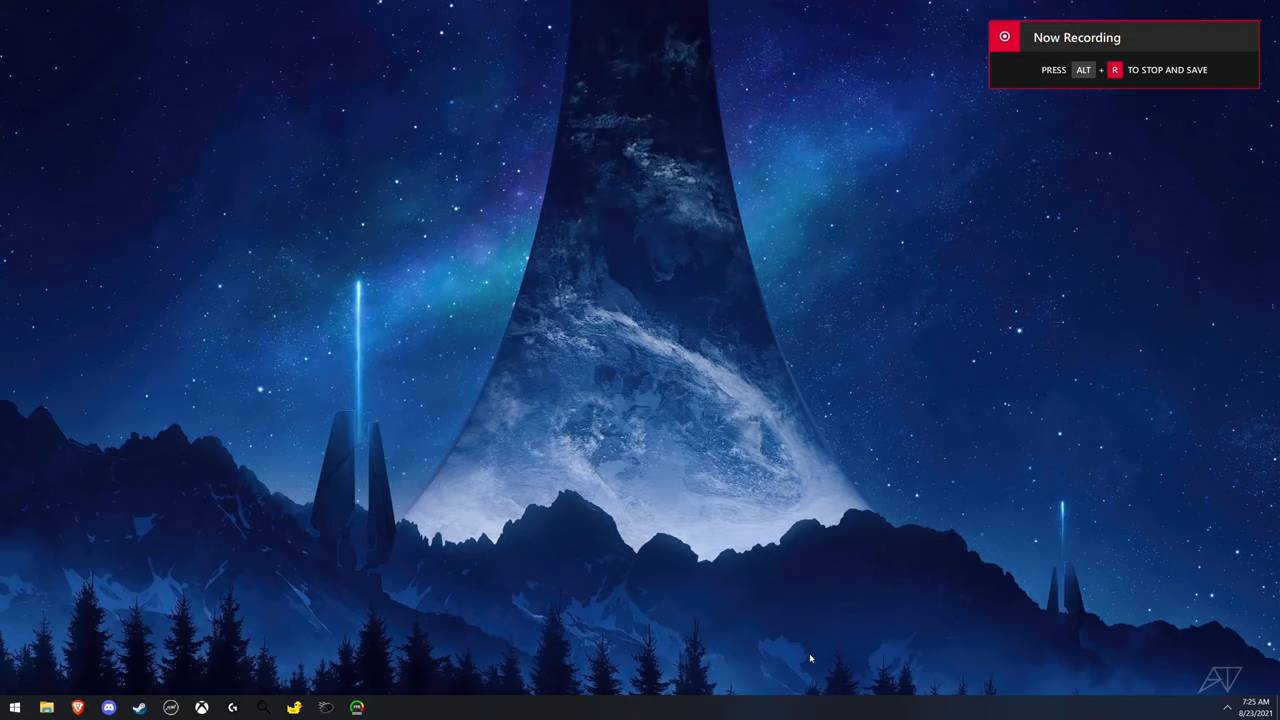 Now Recording
PRESS ALT + R TO STOP AND SAVE
7:25 AM
8/23/2021